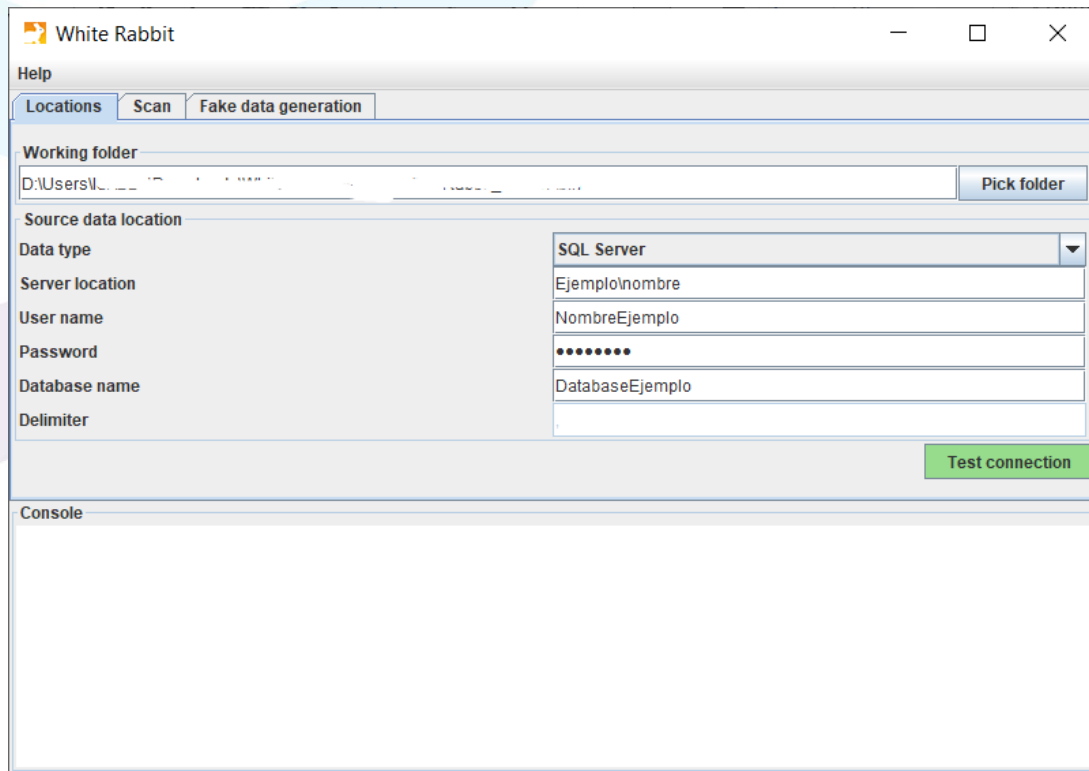 White Rabbit
Help
Locations Scan Fake data generation
Working folder
D:\Users\ Pick folder
Source data location
Data type SQL Server
Server location Ejemplo\nombre
User name NombreEjemplo
Password ••••••••
Database name DatabaseEjemplo
Delimiter ,
Test connection
Console